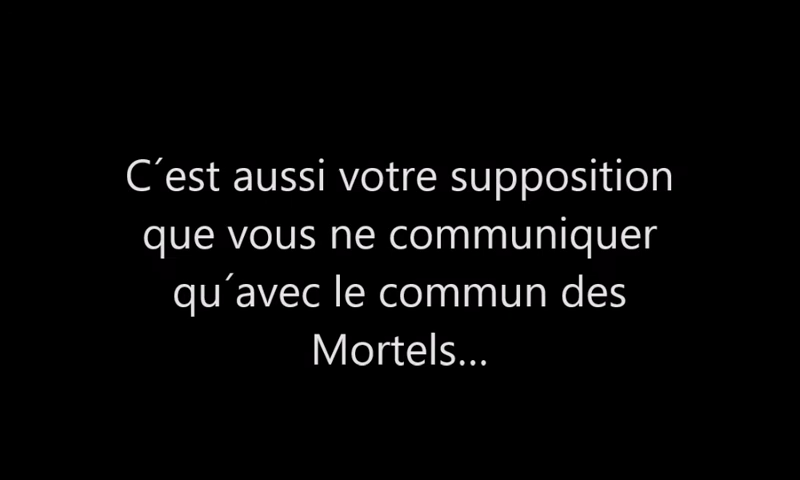 C´est aussi votre supposition
que vous ne communiquer
qu´avec le commun des
Mortels...